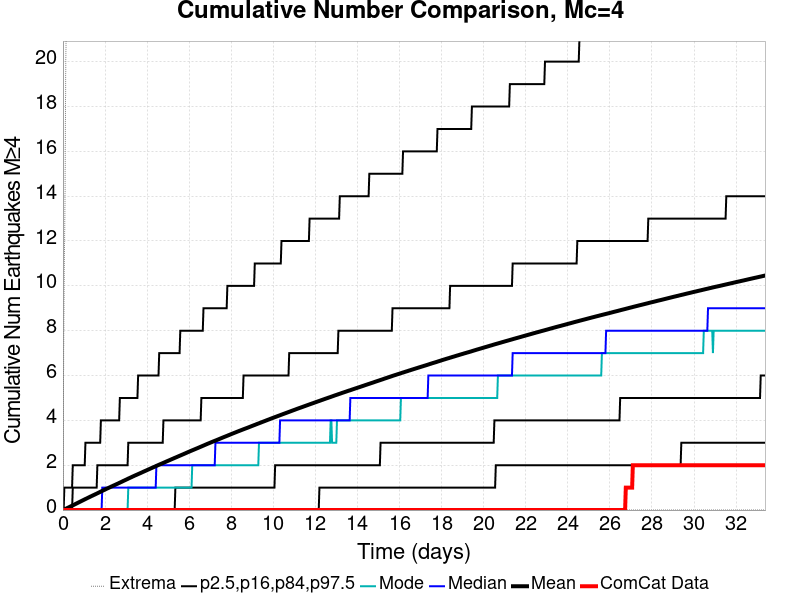 Cumulative Number Comparison, Mc=4
Cumulative Num Earthquakes M≥4
20
18
16
14
12
10
8
6
4
2
0
0 2 4 6 8 10 12 14 16 18 20 22 24 26 28 30 32
Time (days)
Extrema p2.5,p16,p84,p97.5 Mode Median Mean ComCat Data